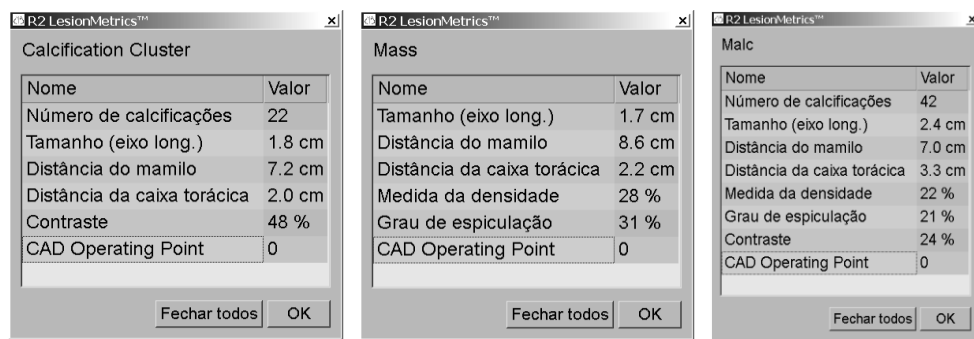 R2 LesionMetrics™
Calcification Cluster
Nome Valor
Número de calcificações 22
Tamanho (eixo long.) 1.8 cm
Distância do mamilo 7.2 cm
Distância da caixa torácica 2.0 cm
Contraste 48 %
CAD Operating Point 0
Fechar todos OK
R2 LesionMetrics™
Mass
Nome Valor
Tamanho (eixo long.) 1.7 cm
Distância do mamilo 8.6 cm
Distância da caixa torácica 2.2 cm
Medida da densidade 28 %
Grau de espiculação 31 %
CAD Operating Point 0
Fechar todos OK
R2 LesionMetrics™
Malc
Nome Valor
Número de calcificações 42
Tamanho (eixo long.) 2.4 cm
Distância do mamilo 7.0 cm
Distância da caixa torácica 3.3 cm
Medida da densidade 22 %
Grau de espiculação 21 %
Contraste 24 %
CAD Operating Point 0
Fechar todos OK